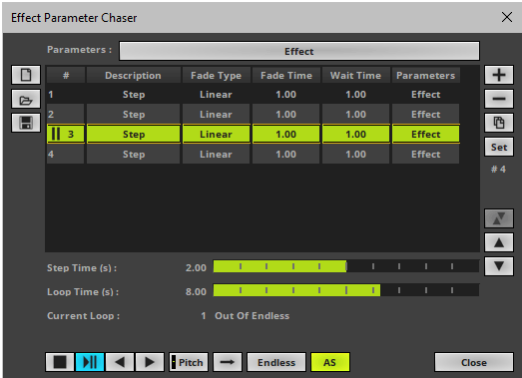 Effect Parameter Chaser
Parameters : Effect
# Description Fade Type Fade Time Wait Time Parameters
1 Step Linear 1.00 1.00 Effect
2 Step Linear 1.00 1.00 Effect
3 Step Linear 1.00 1.00 Effect
4 Step Linear 1.00 1.00 Effect
Set
# 4
Step Time (s) : 2.00
Loop Time (s) : 8.00
Current Loop : 1 Out Of Endless
Pitch Endless AS Close